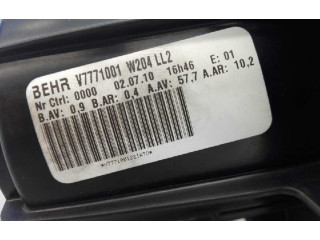 BEHR V7771001 W204 LL2
Nr Ctrl: 0000 02.07.10 16h46 E: 01
B.AV: 0.9 B.AR: 0.4 A.AV: 57.7 A.AR: 10.2